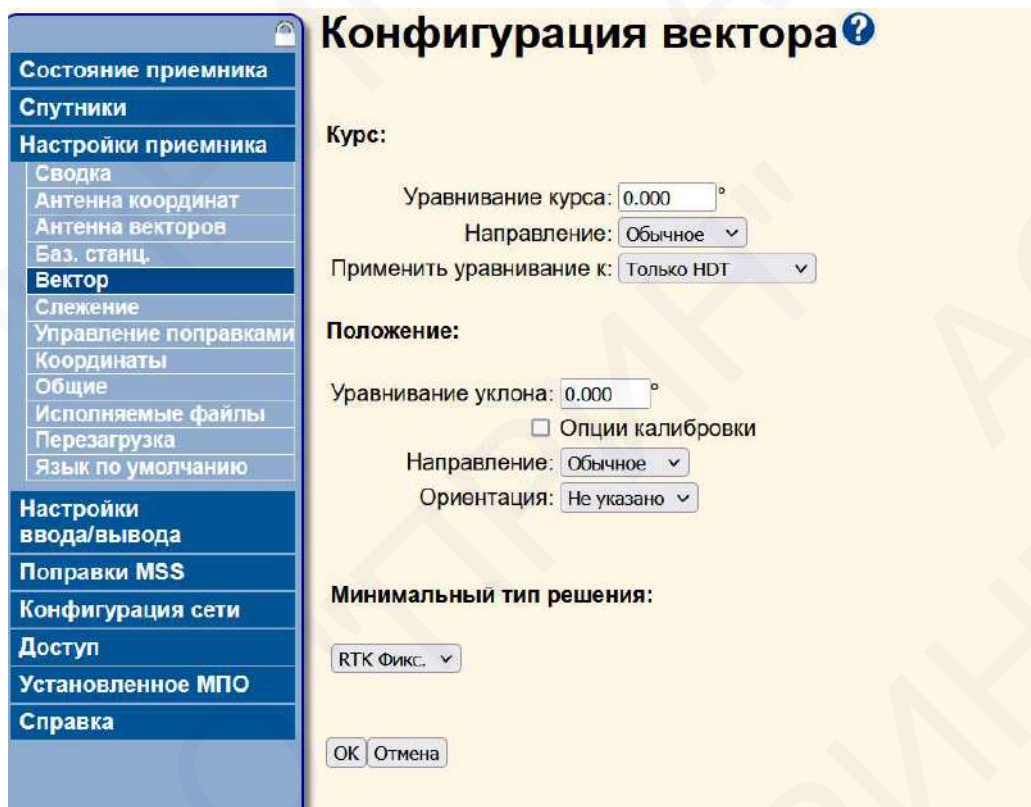 Состояние приемника
Спутники
Настройки приемника
Сводка
Антенна координат
Антенна векторов
Баз. станц.
Вектор
Слежение
Управление поправками
Координаты
Общие
Исполняемые файлы
Перезагрузка
Язык по умолчанию
Настройки
ввода/вывода
Поправки MSS
Конфигурация сети
Доступ
Установленное МПО
Справка
Конфигурация вектора?
Курс:
Уравнивание курса: 0.000 °
Направление: Обычное
Применить уравнивание к: Только HDT
Положение:
Уравнивание уклона: 0.000 °
Опции калибровки
Направление: Обычное
Ориентация: Не указано
Минимальный тип решения:
RTK Фикс.
OK Отмена